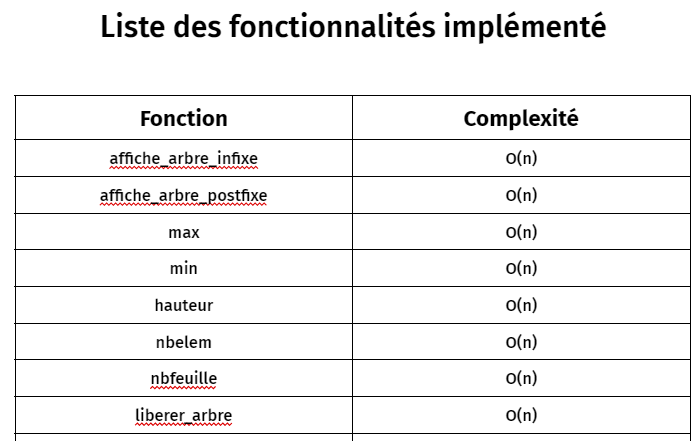 Liste des fonctionnalités implémenté
Fonction Complexité
affiche_arbre_infixe O(n)
affiche_arbre_postfixe O(n)
max O(n)
min O(n)
hauteur O(n)
nbelem O(n)
nbfeuille O(n)
liberer_arbre O(n)